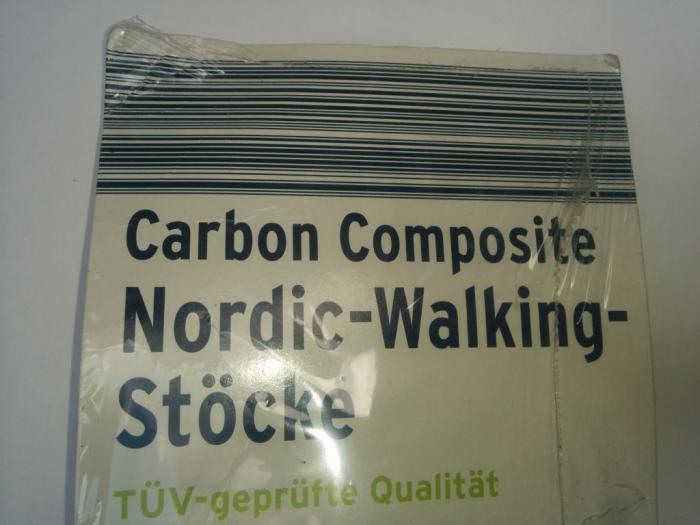 Carbon Composite
Nordic-Walking-
Stöcke
TÜV-geprüfte Qualität